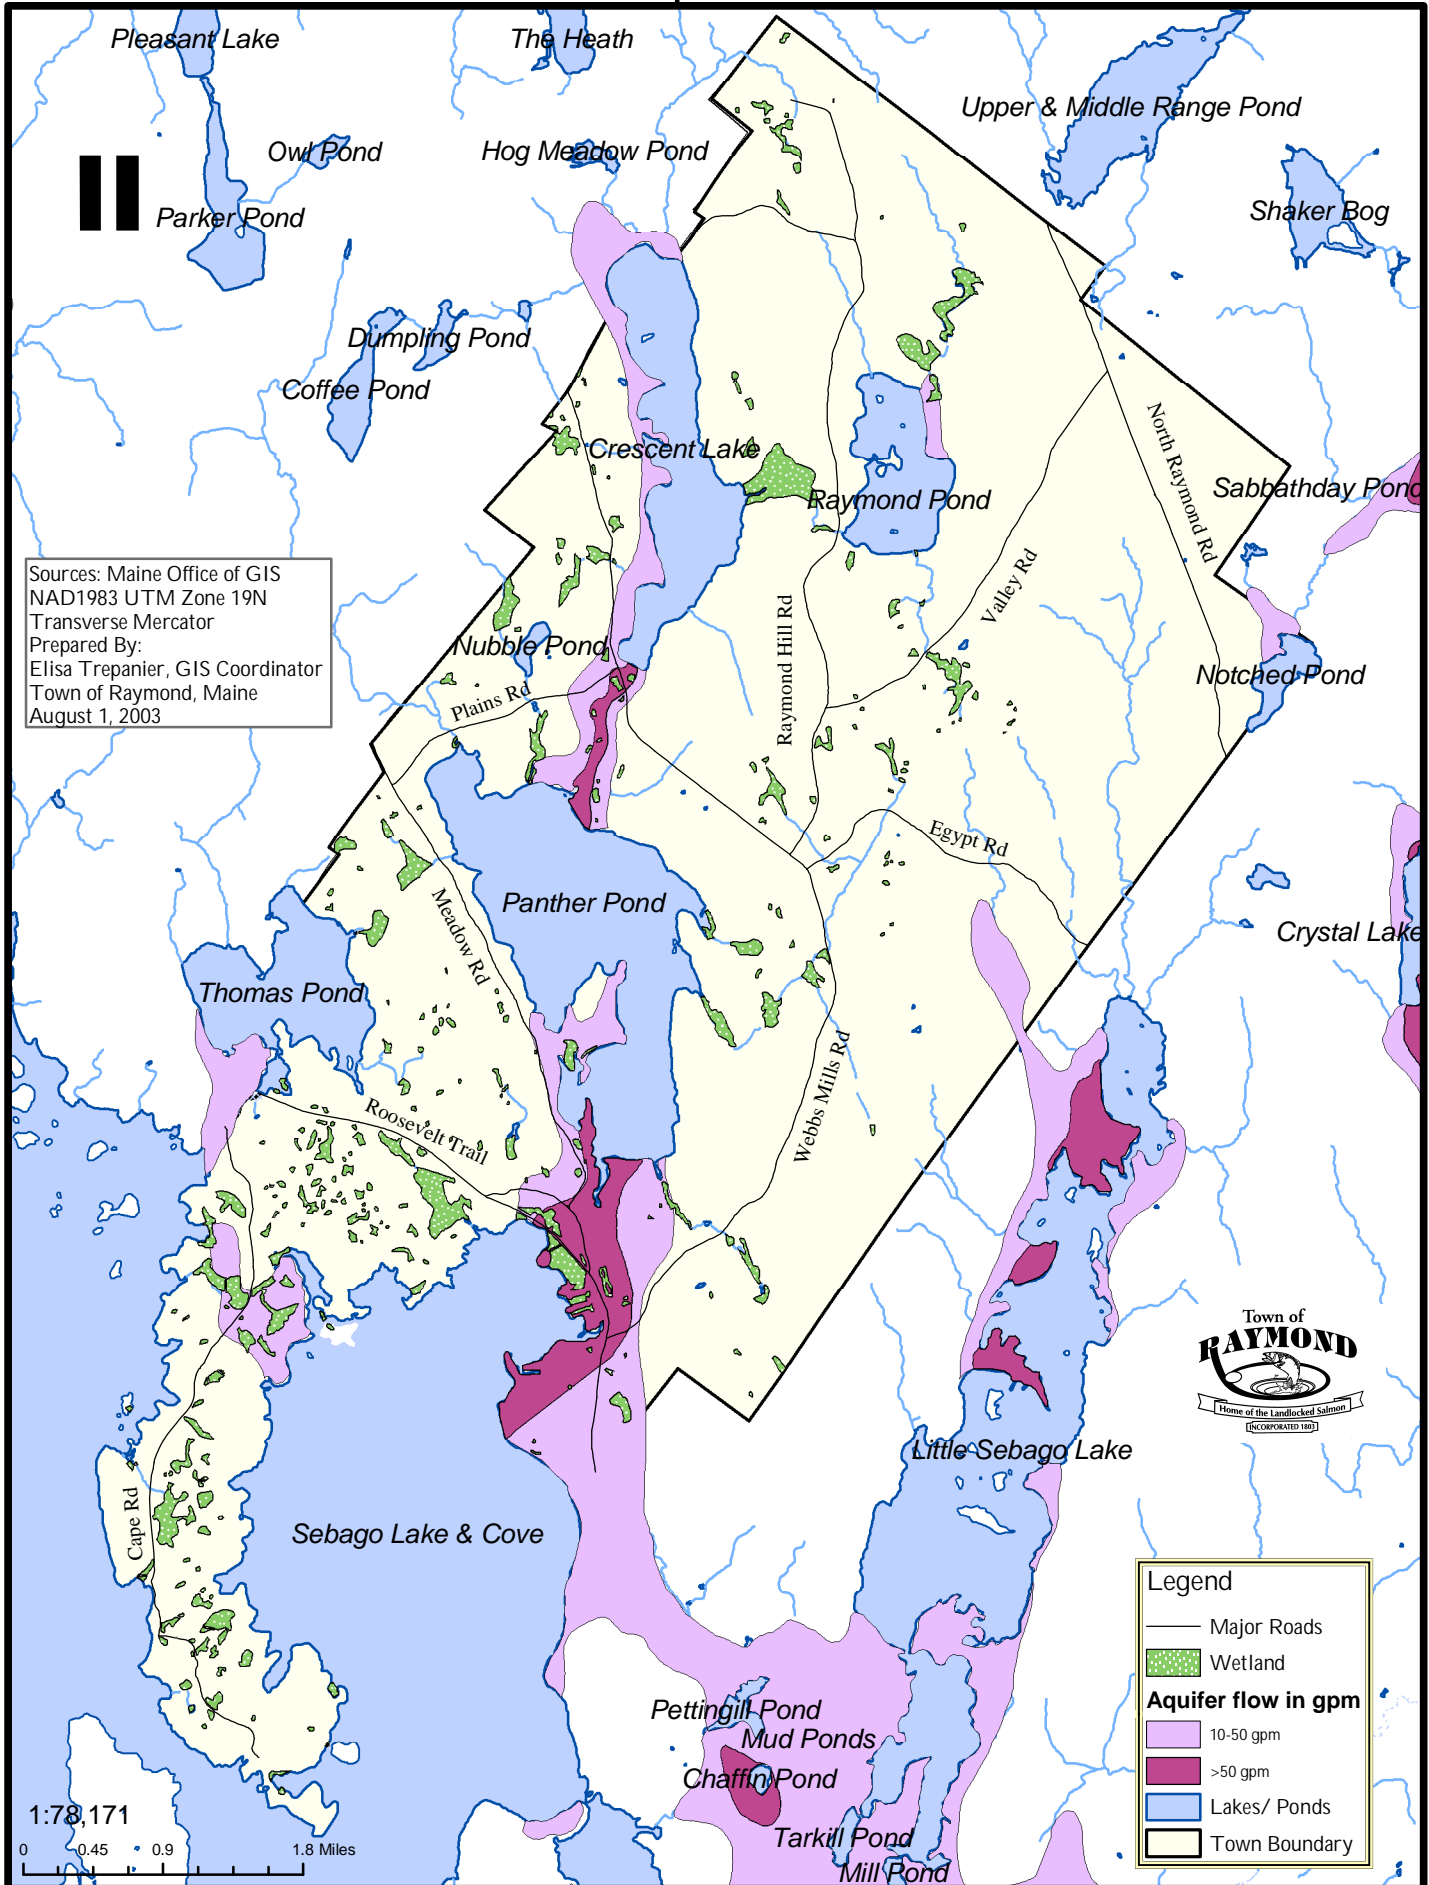 Pleasant Lake
The Heath
Upper & Middle Range Pond
Owl Pond
Hog Meadow Pond
II
Parker Pond
Shaker Bog
Dumpling Pond
Coffee Pond
Crescent Lake
North Raymond Rd
Raymond Pond
Sabbathday Pond
Sources: Maine Office of GIS
NAD1983 UTM Zone 19N
Transverse Mercator
Prepared By:
Elisa Trepanier, GIS Coordinator
Town of Raymond, Maine
August 1, 2003
Valley Rd
Raymond Hill Rd
Nubble Pond
Notched Pond
Plains Rd
Egypt Rd
Panther Pond
Meadow Rd
Crystal Lake
Thomas Pond
Webbs Mills Rd
Roosevelt Trail
Town of
RAYMOND
Home of the Landlocked Salmon
INCORPORATED 1803
Little Sebago Lake
Cape Rd
Sebago Lake & Cove
Legend
Major Roads
Wetland
Aquifer flow in gpm
10-50 gpm
>50 gpm
Lakes/ Ponds
Town Boundary
Pettingill Pond
Mud Ponds
Chaffin Pond
Tarkill Pond
Mill Pond
1:78,171
0 0.45 0.9 1.8 Miles